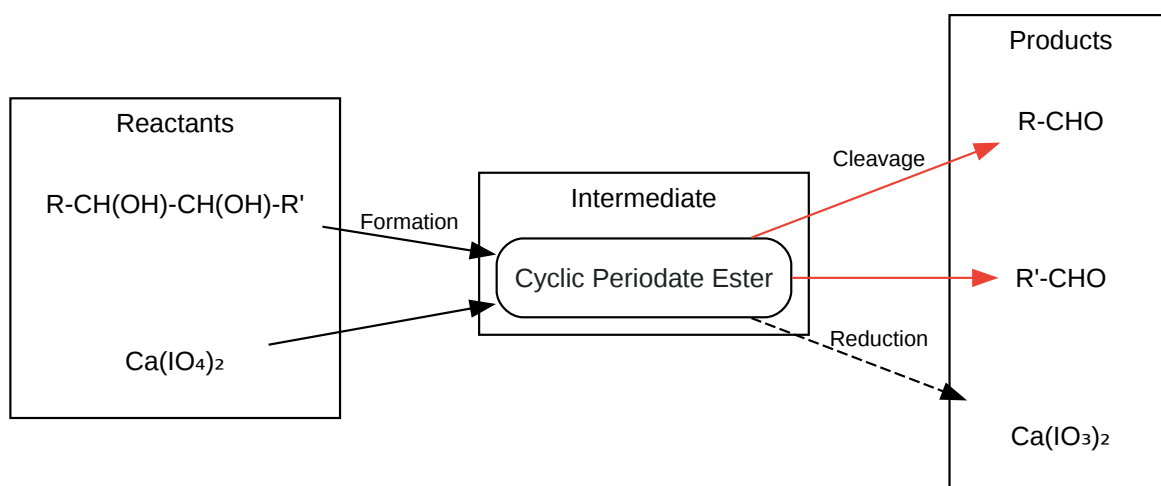 Reactants
R-CH(OH)-CH(OH)-R'
Ca(IO₄)₂
Formation
Intermediate
Cyclic Periodate Ester
Cleavage
Reduction
Products
R-CHO
R'-CHO
Ca(IO₃)₂